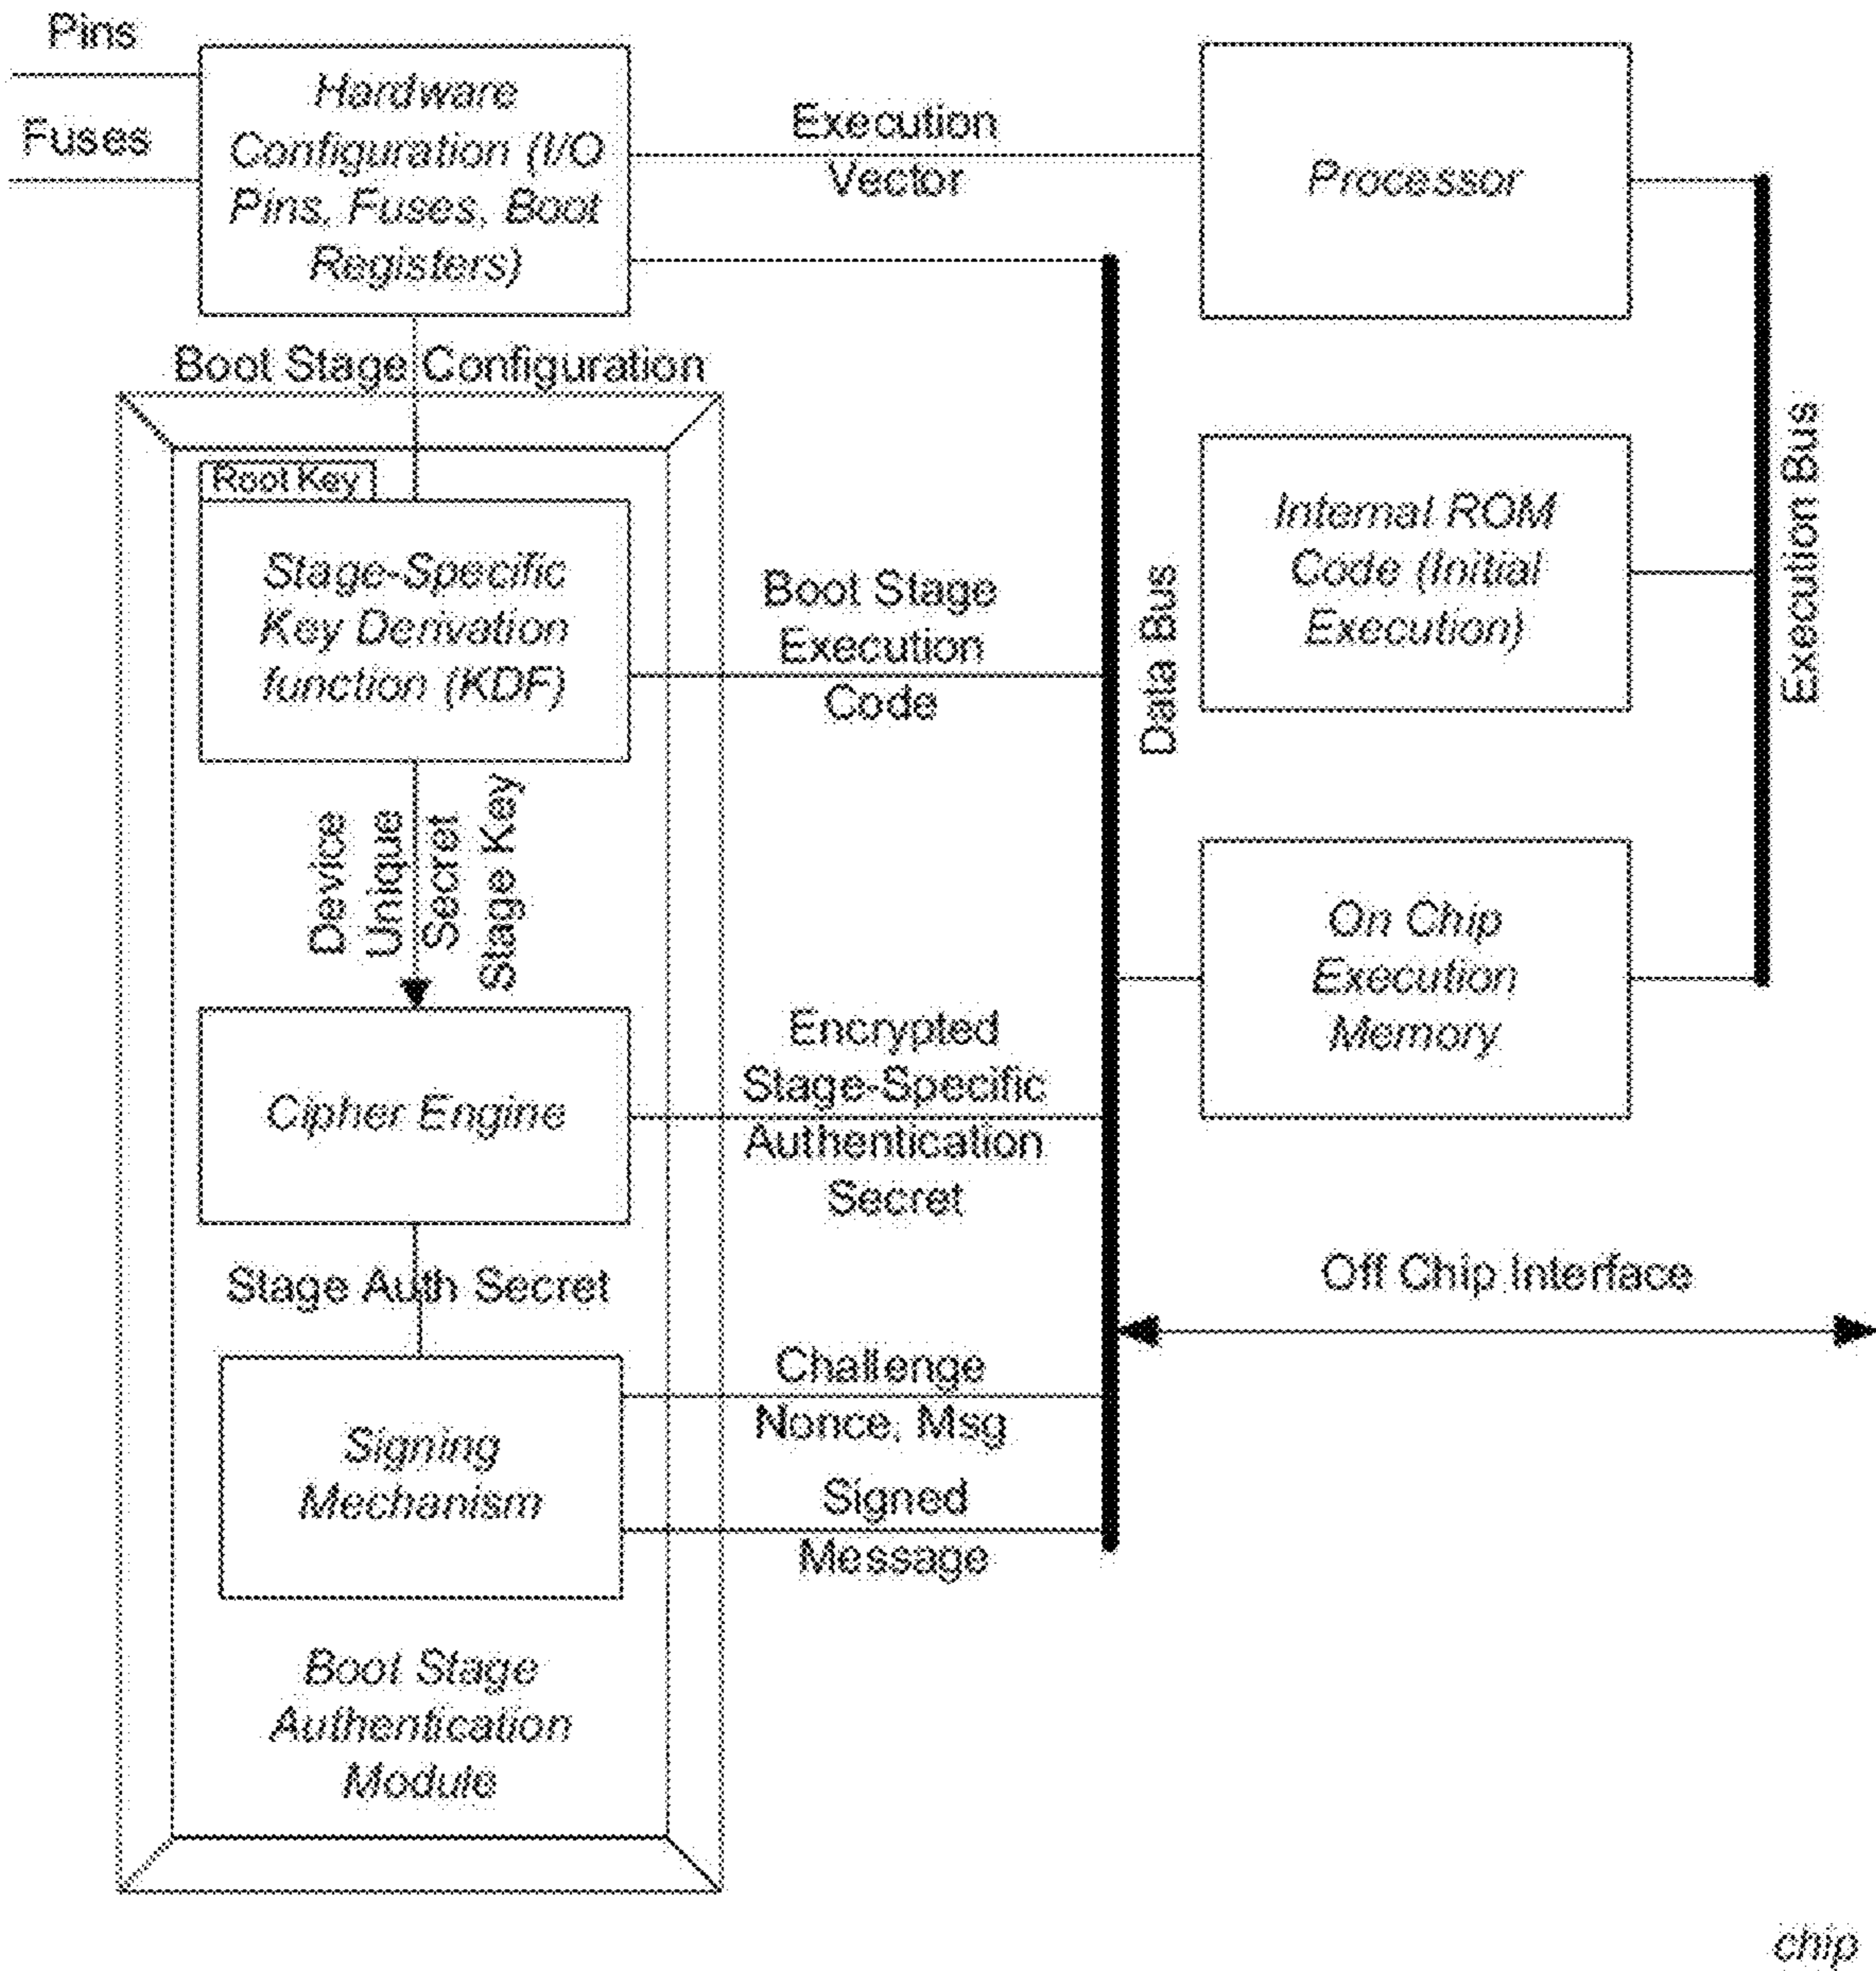 Pins
Fuses
Hardware
Configuration (I/O
Pins, Fuses, Boot
Registers)
Execution
Vector
Processor
Boot Stage Configuration
Root Key
Stage-Specific
Key Derivation
function (KDF)
Boot Stage
Execution
Code
Data Bus
Internal ROM
Code (Initial
Execution)
Execution Bus
Device
Unique
Secret
Stage Key
On Chip
Execution
Memory
Cipher Engine
Encrypted
Stage-Specific
Authentication
Secret
Stage Auth Secret
Off Chip Interface
Signing
Mechanism
Challenge
Nonce, Msg
Signed
Message
Boot Stage
Authentication
Module
chip